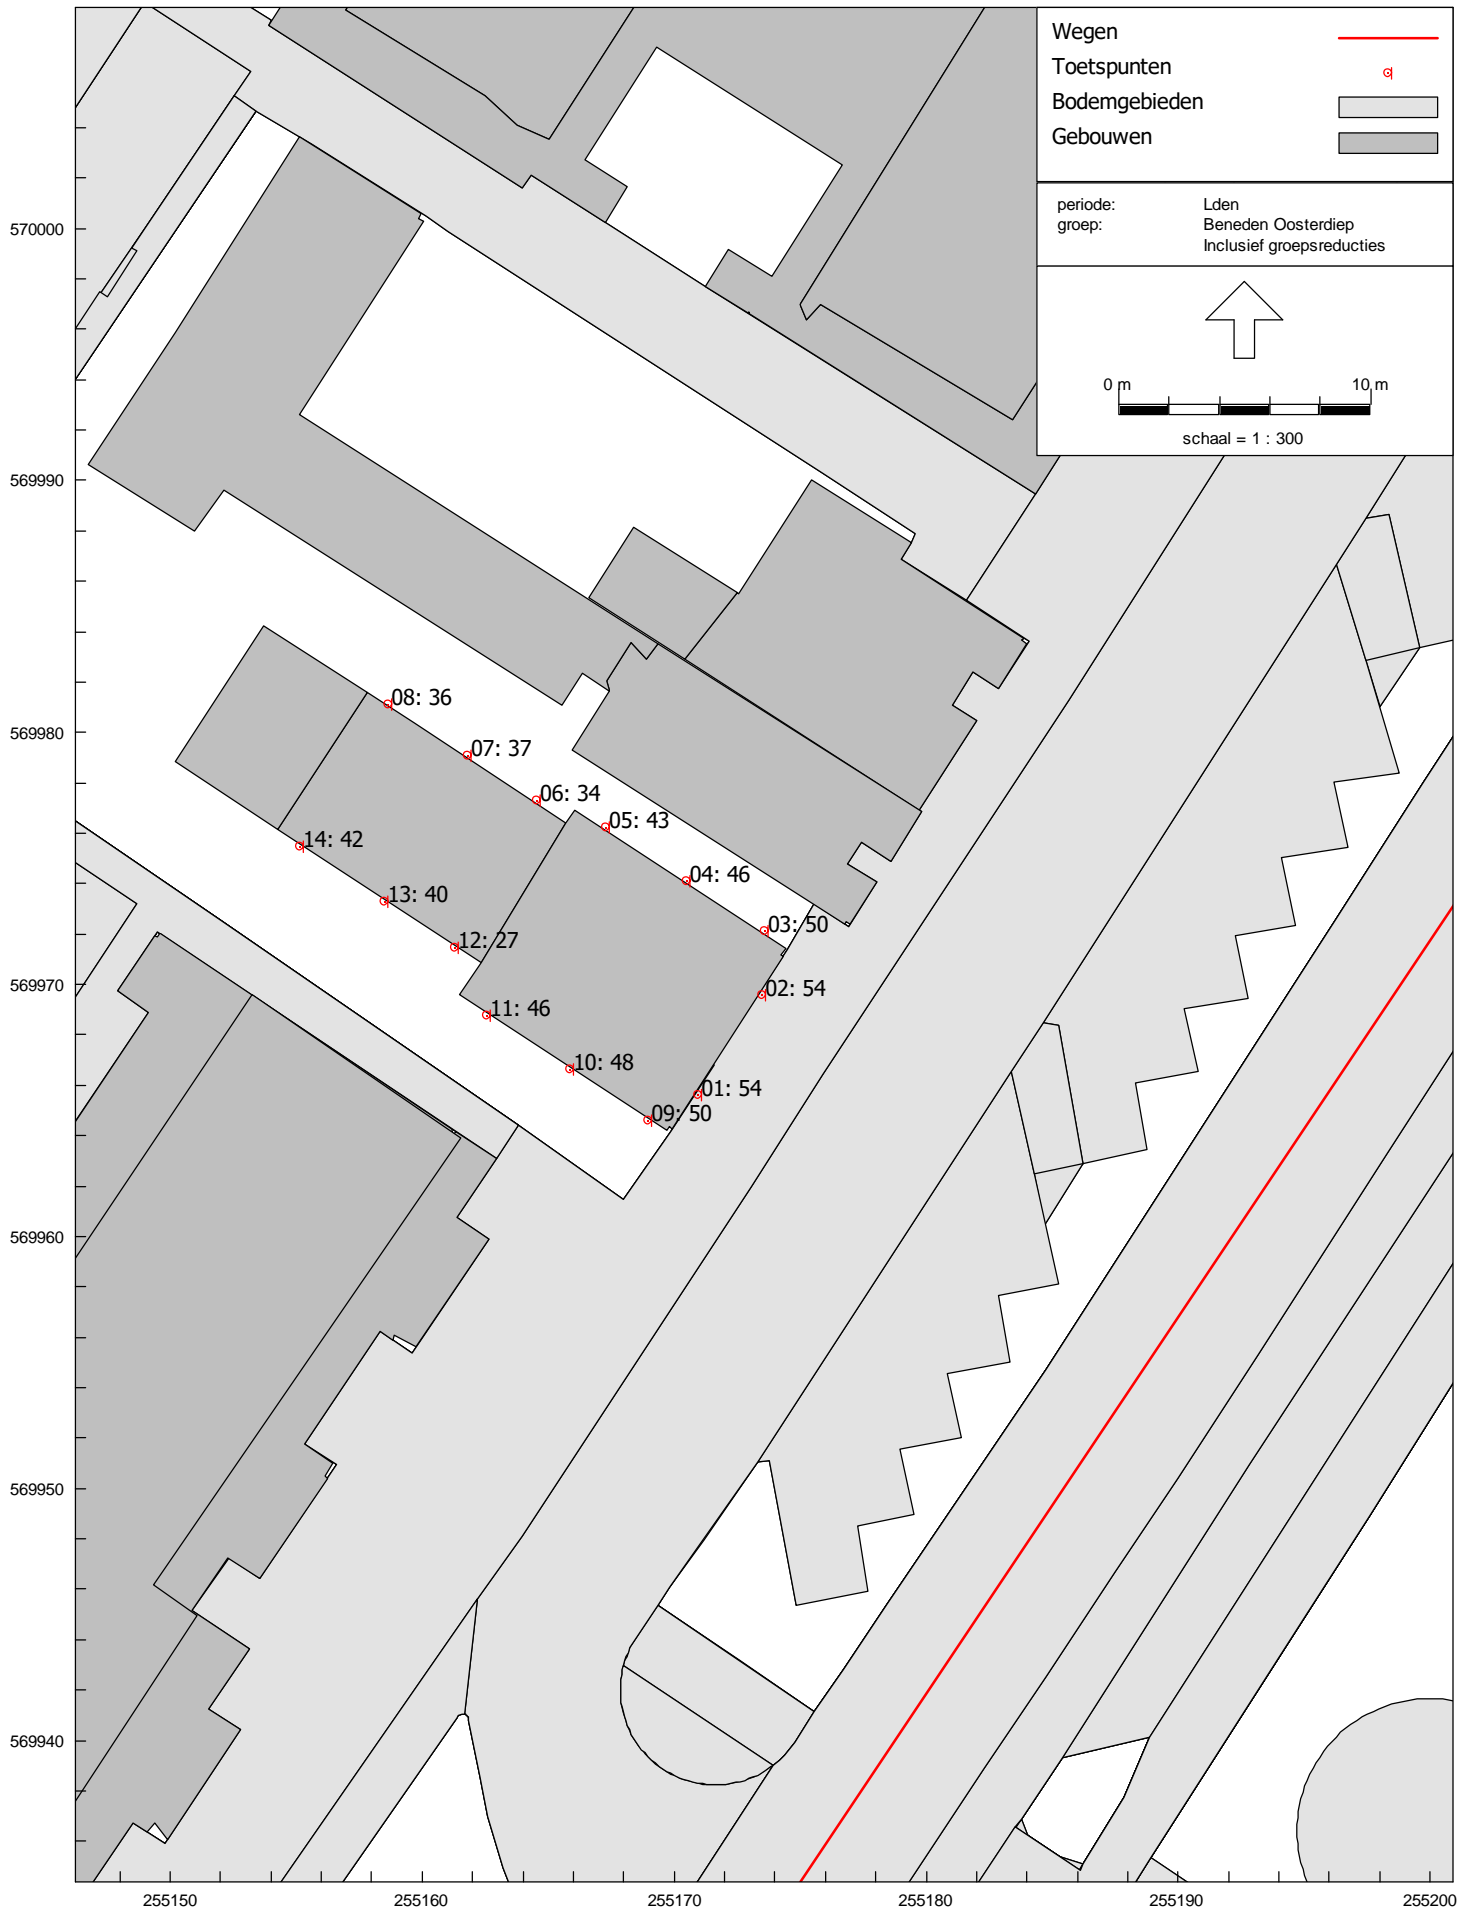 Wegen
Toetspunten
Bodemgebieden
Gebouwen
periode: Lden
groep: Beneden Oosterdiep
Inclusief groepsreducties
0 m 10 m
schaal = 1 : 300
570000
569990
569980
569970
569960
569950
569940
08: 36
07: 37
06: 34
05: 43
04: 46
03: 50
02: 54
01: 54
14: 42
13: 40
12: 27
11: 46
10: 48
09: 50
255150 255160 255170 255180 255190 255200